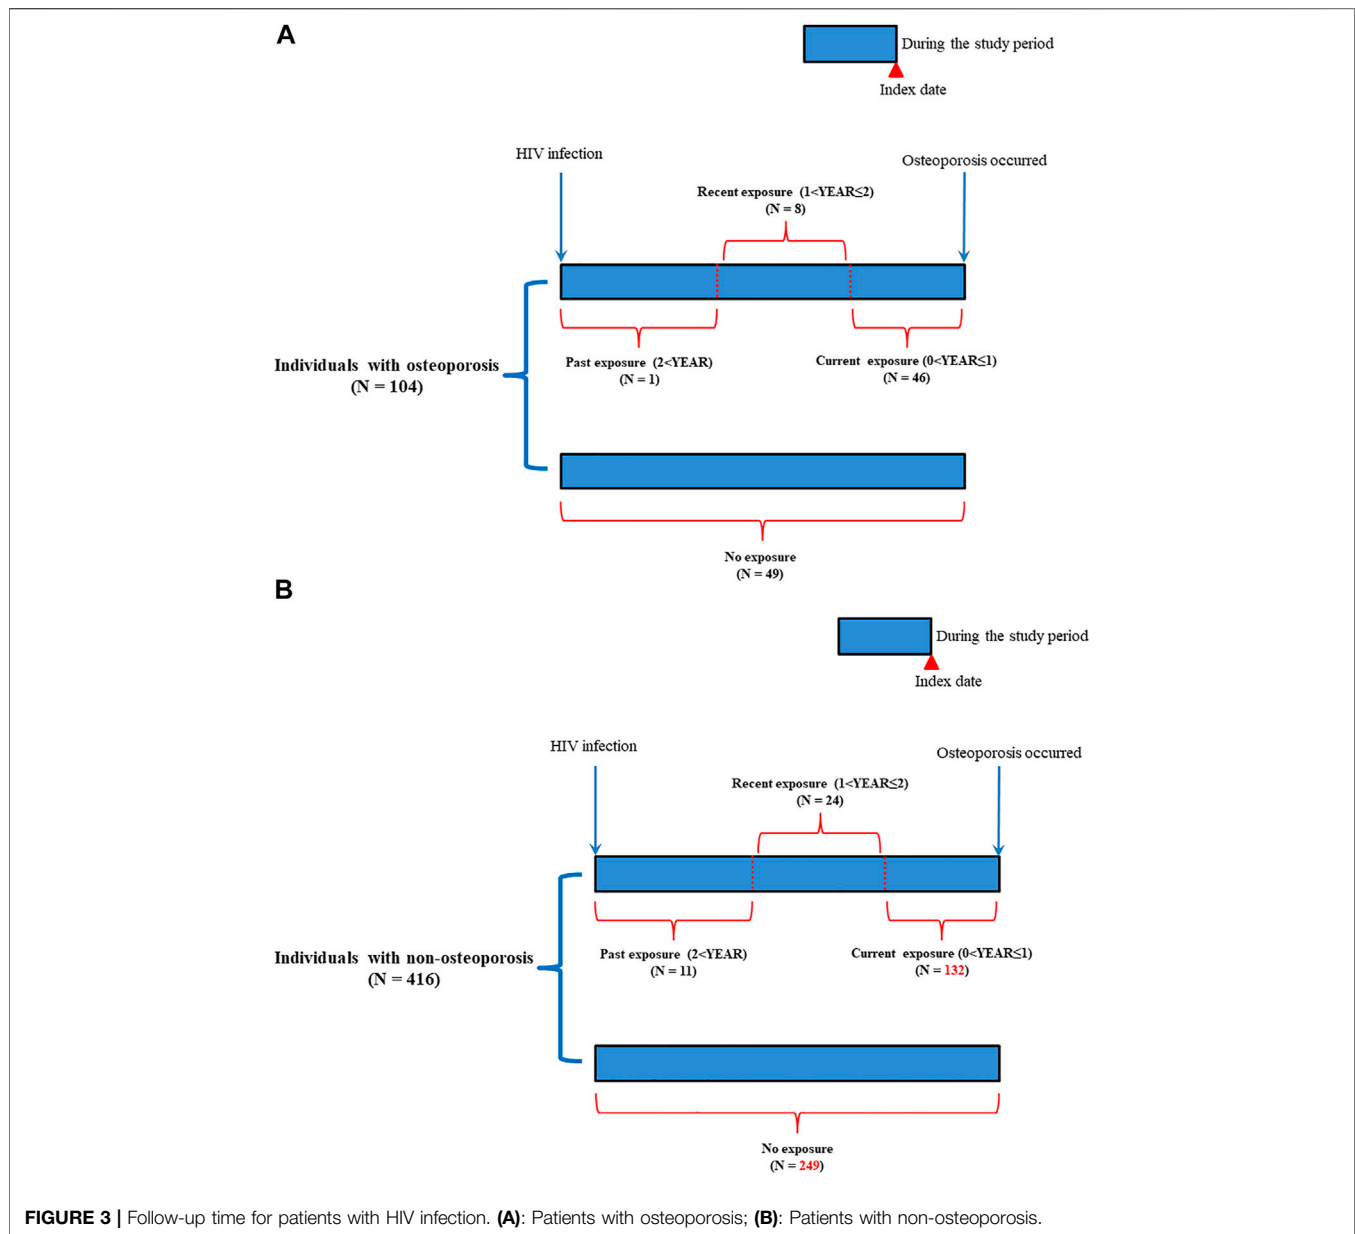 A
During the study period
Index date
HIV infection
Osteoporosis occurred
Recent exposure (1<YEAR≤2)
(N = 8)
Individuals with osteoporosis
(N = 104)
Past exposure (2<YEAR)
(N = 1)
Current exposure (0<YEAR≤1)
(N = 46)
No exposure
(N = 49)
B
During the study period
Index date
HIV infection
Osteoporosis occurred
Recent exposure (1<YEAR≤2)
(N = 24)
Individuals with non-osteoporosis
(N = 416)
Past exposure (2<YEAR)
(N = 11)
Current exposure (0<YEAR≤1)
(N = 132)
No exposure
(N = 249)
FIGURE 3 | Follow-up time for patients with HIV infection. (A): Patients with osteoporosis; (B): Patients with non-osteoporosis.